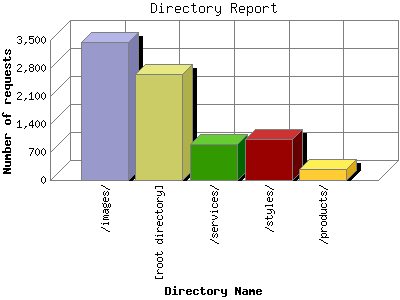 Directory Report
Number of requests
3,500
2,800
2,100
1,400
700
0
/images/
[root directory]
/services/
/styles/
/products/
Directory Name